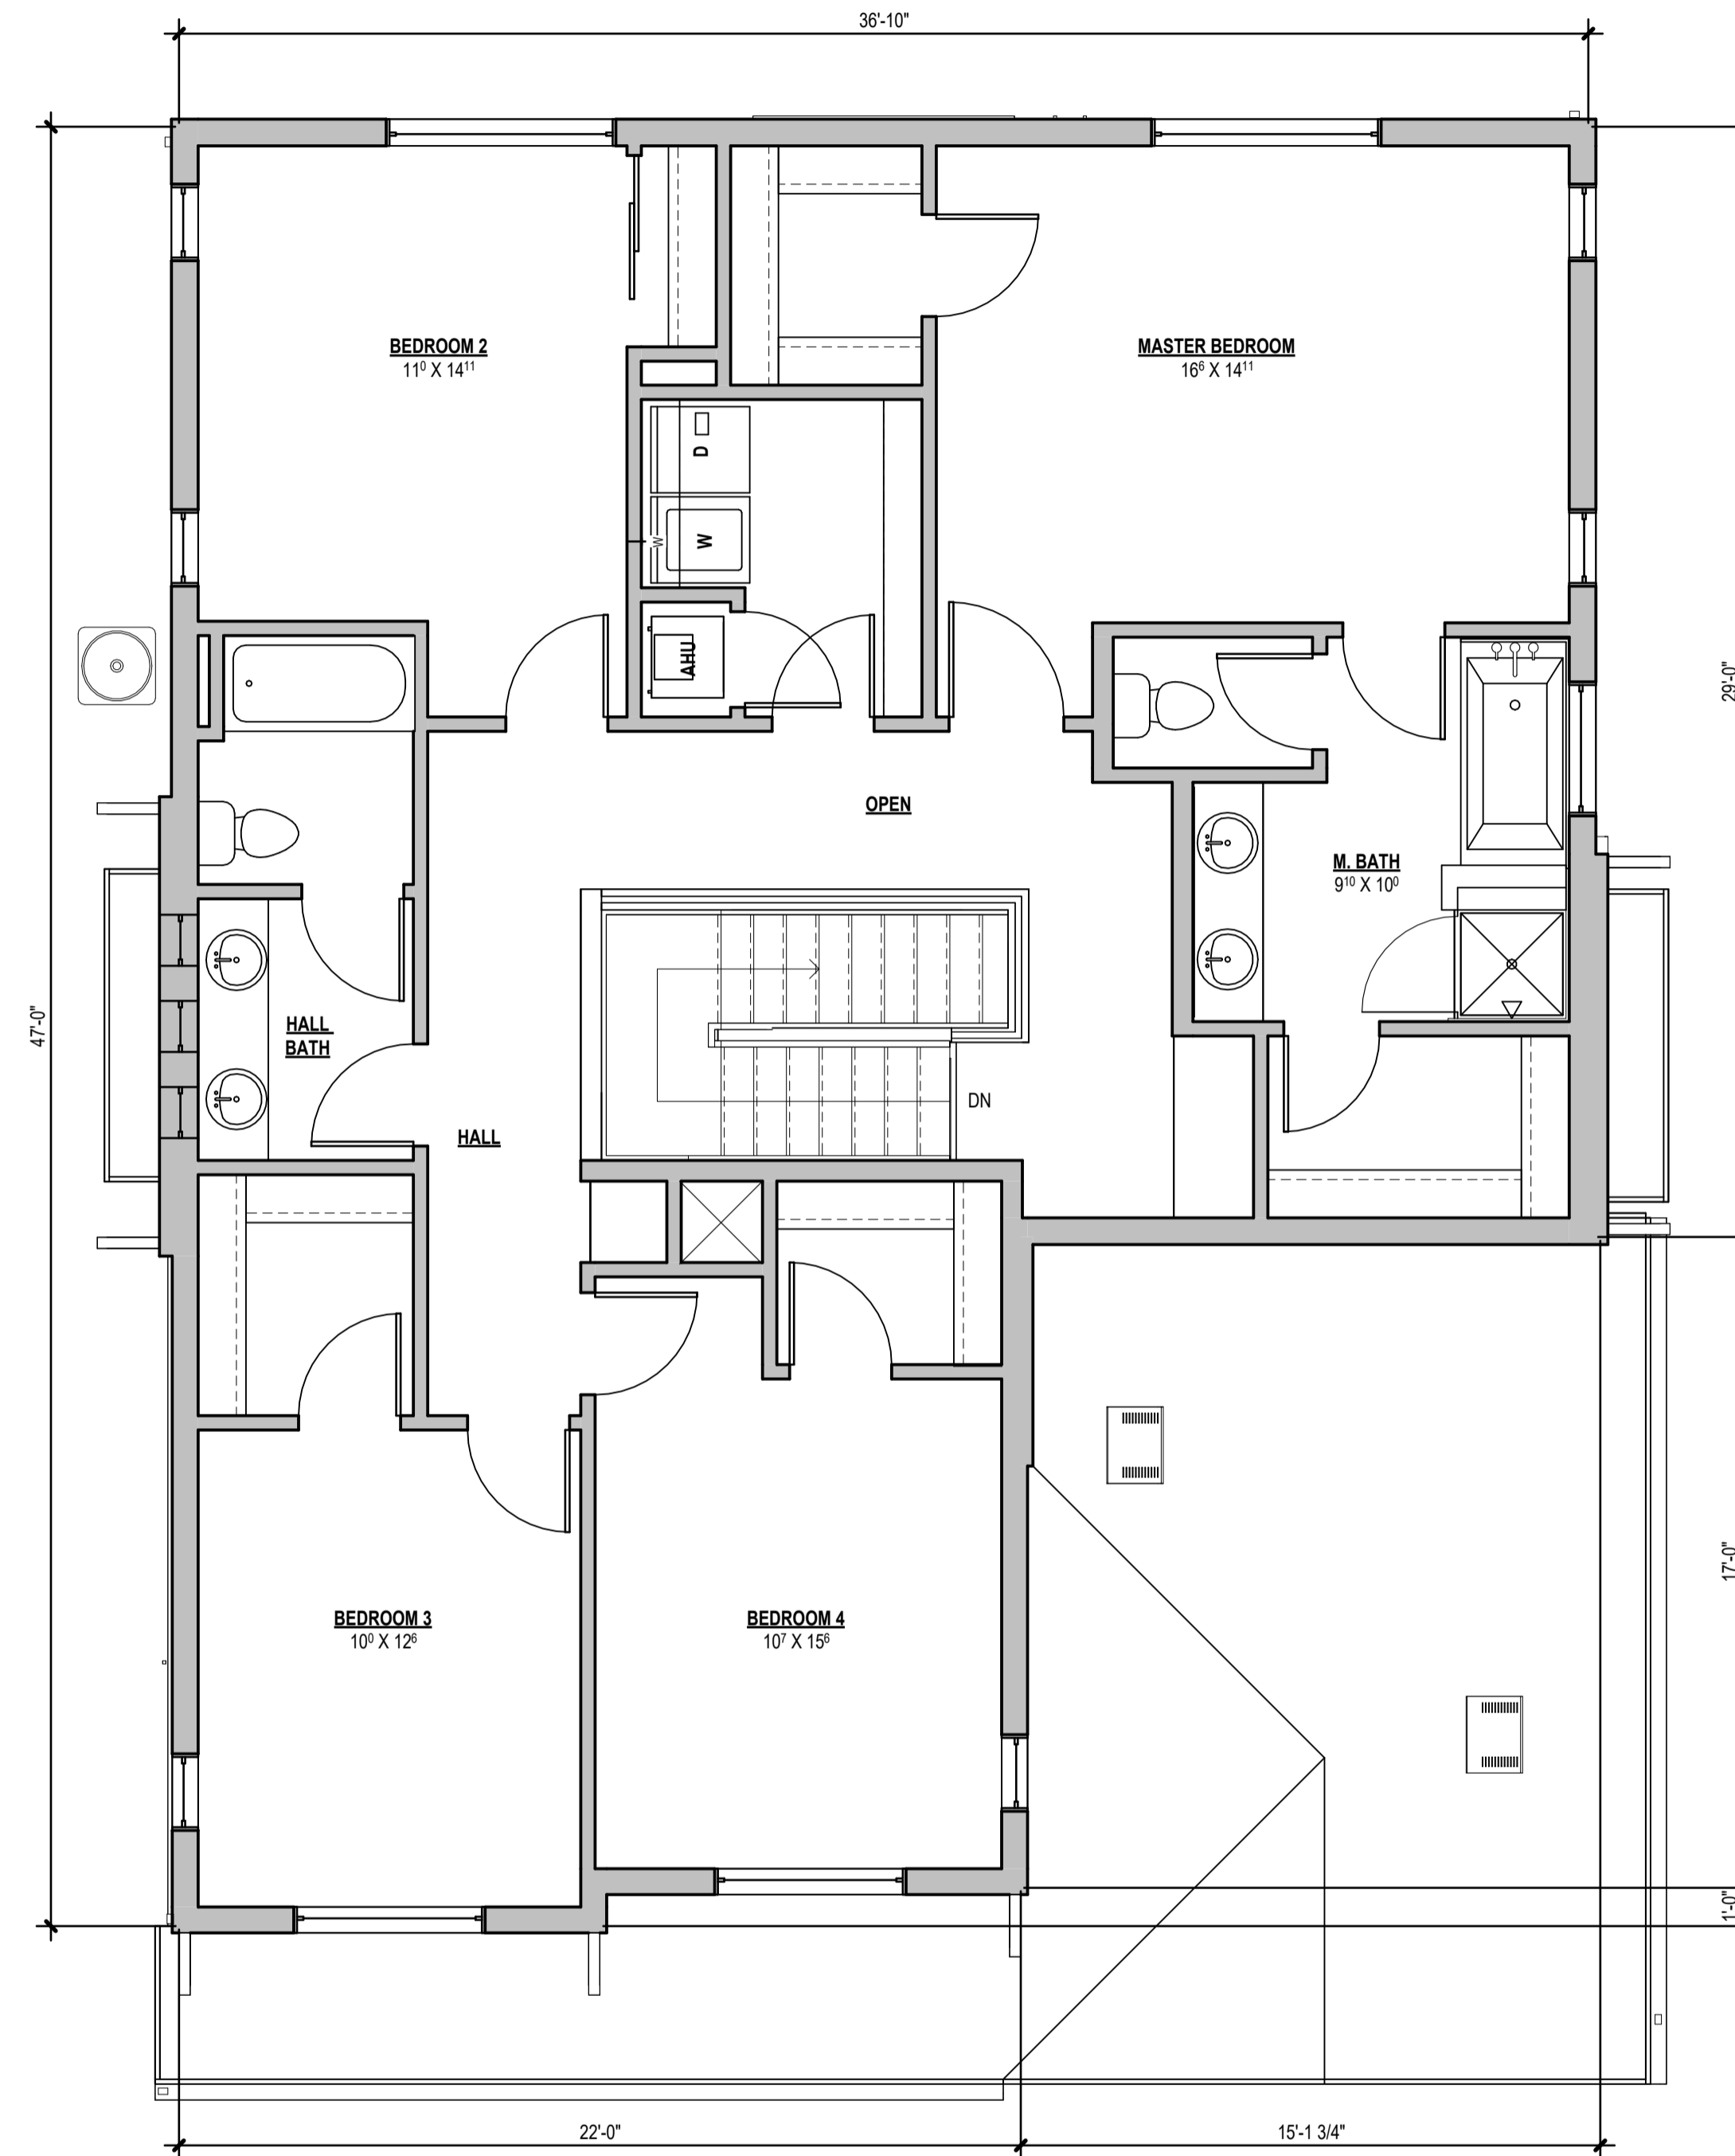 36'-10"
BEDROOM 2
11⁰ X 14¹¹
MASTER BEDROOM
16⁶ X 14¹¹
D
W
W
AHU
29'-0"
OPEN
M. BATH
9¹⁰ X 10⁰
47'-0"
HALL
BATH
DN
HALL
17'-0"
BEDROOM 3
10⁰ X 12⁶
BEDROOM 4
10⁷ X 15⁶
1'-0"
22'-0"
15'-1 3/4"